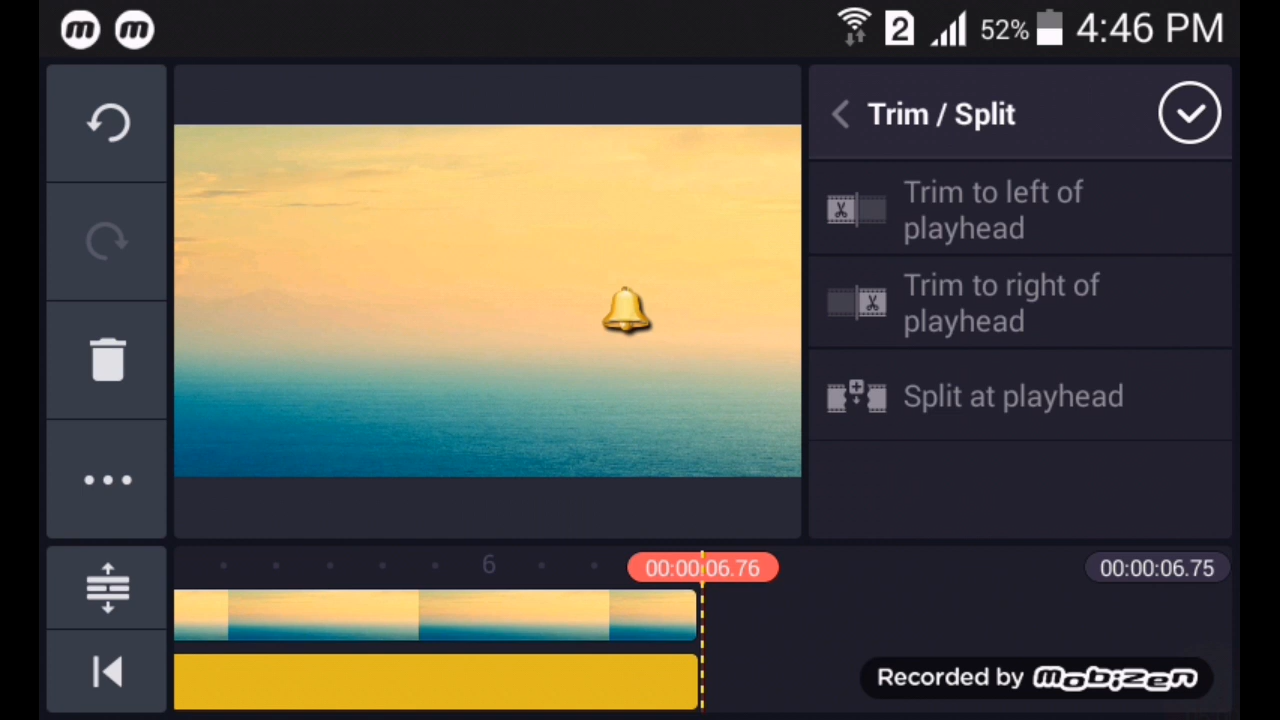 m m 2 52% 4:46 PM
Trim / Split
Trim to left of
playhead
Trim to right of
playhead
Split at playhead
6 00:00:06.76 00:00:06.75
Recorded by mobizen